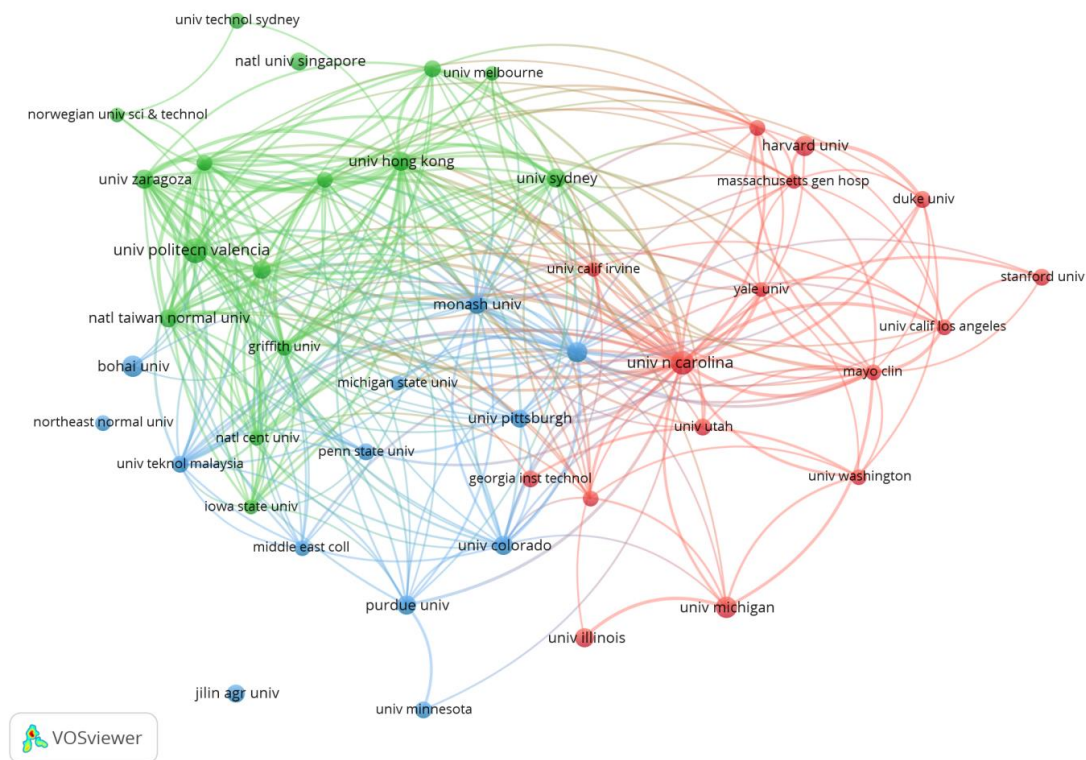 univ technol sydney
natl univ singapore
univ melbourne
norwegian univ sci & technol
harvard univ
univ hong kong
univ zaragoza
univ sydney
massachusetts gen hosp
duke univ
univ politecn valencia
univ calif irvine
stanford univ
yale univ
monash univ
natl taiwan normal univ
univ calif los angeles
griffith univ
bohai univ
univ n carolina
mayo clin
michigan state univ
northeast normal univ
univ pittsburgh
univ utah
natl cent univ
penn state univ
univ teknol malaysia
georgia inst technol
univ washington
iowa state univ
middle east coll
univ colorado
purdue univ
univ michigan
univ illinois
jilin agr univ
univ minnesota
VOSviewer